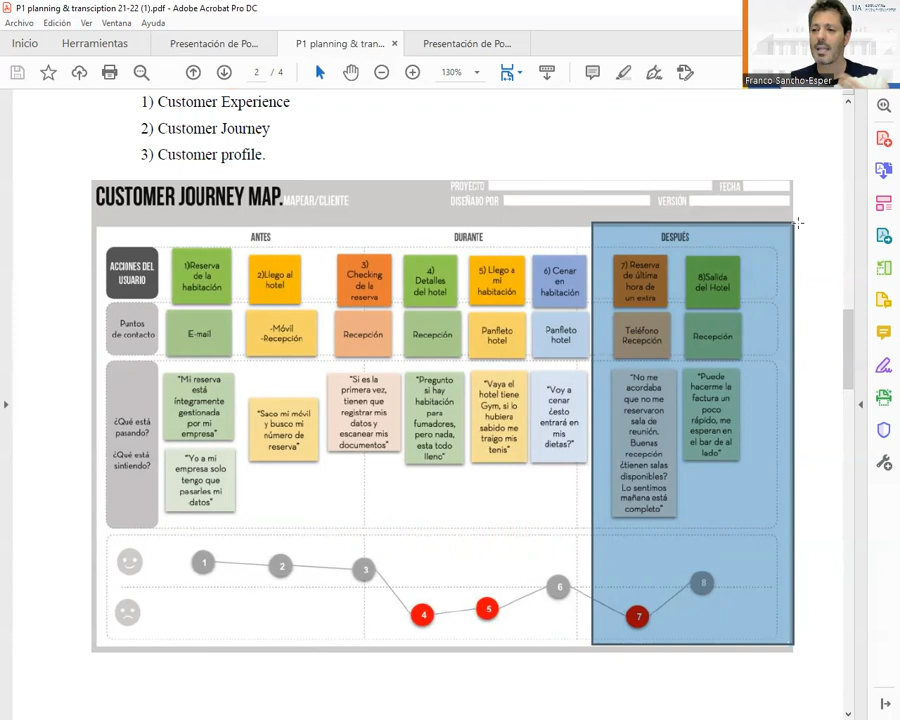 P1 planning & transciption 21-22 (1).pdf - Adobe Acrobat Pro DC
Archivo Edición Ver Ventana Ayuda
Inicio Herramientas Presentación de Po... P1 planning & tran... × Presentación de Po...
2 / 4 130%
Franco Sancho-Esper
UA
1) Customer Experience
2) Customer Journey
3) Customer profile.
CUSTOMER JOURNEY MAP.
MAPEAR/CLIENTE
PROYECTO
FECHA
DISEÑADO POR
VERSIÓN
ANTES
DURANTE
DESPUÉS
ACCIONES DEL
USUARIO
1)Reserva
de la
habitación
2)Llego al
hotel
3)
Checking
de la
reserva
4)
Detalles
del hotel
5) Llego a
mi
habitación
6) Cenar
en
habitación
7) Reserva
de última
hora de
un extra
8)Salida
del Hotel
Puntos
de contacto
E-mail
-Móvil
-Recepción
Recepción
Recepción
Panfleto
hotel
Panfleto
hotel
Teléfono
Recepción
Recepción
¿Qué está
pasando?
¿Qué está
sintiendo?
"Mi reserva
está
íntegramente
gestionada
por mi
empresa"
"Yo a mi
empresa solo
tengo que
pasarles mi
datos"
"Saco mi móvil
y busco mi
número de
reserva"
"Si es la
primera vez,
tienen que
registrar mis
datos y
escanear mis
documentos"
"Pregunto
si hay
habitación
para
fumadores,
pero nada,
esta todo
lleno"
"Vaya el
hotel tiene
Gym, si lo
hubiera
sabido me
traigo mis
tenis"
"Voy a
cenar
¿esto
entrará en
mis
dietas?"
"No me
acordaba
que no me
reservaron
sala de
reunión.
Buenas
recepción
¿tienen salas
disponibles?
Lo sentimos
mañana está
completo"
"Puede
hacerme la
factura un
poco
rápido, me
esperan en
el bar de al
lado"
1
2
3
4
5
6
7
8